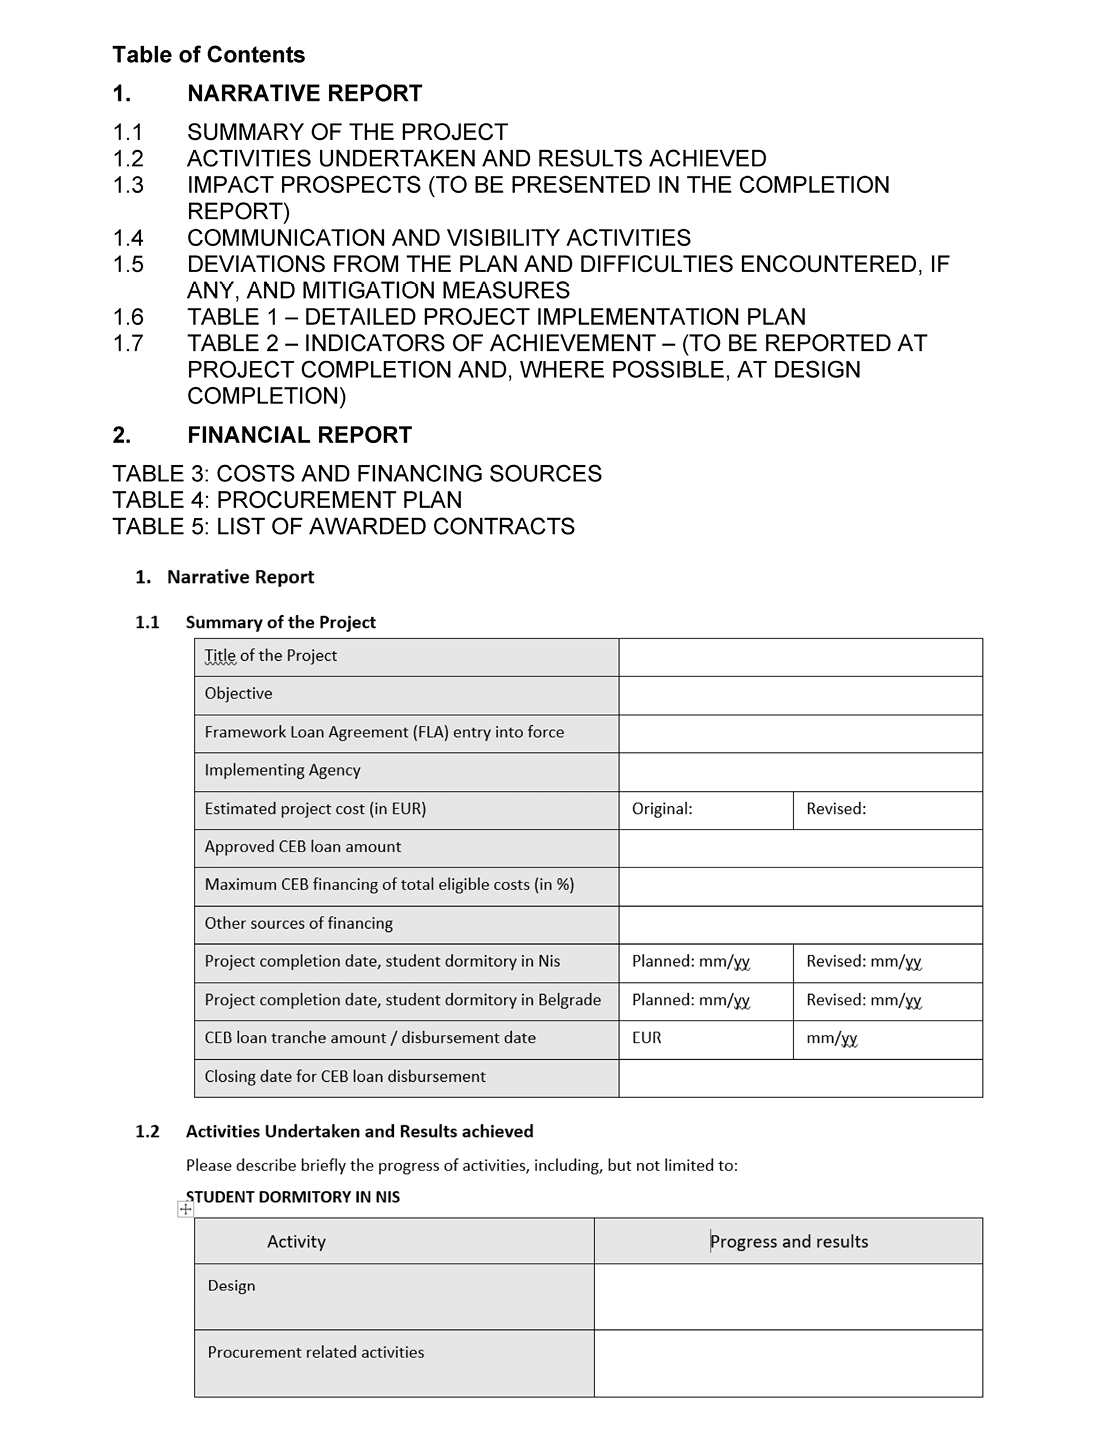 Table of Contents
1. NARRATIVE REPORT
1.1 SUMMARY OF THE PROJECT
1.2 ACTIVITIES UNDERTAKEN AND RESULTS ACHIEVED
1.3 IMPACT PROSPECTS (TO BE PRESENTED IN THE COMPLETION
REPORT)
1.4 COMMUNICATION AND VISIBILITY ACTIVITIES
1.5 DEVIATIONS FROM THE PLAN AND DIFFICULTIES ENCOUNTERED, IF
ANY, AND MITIGATION MEASURES
1.6 TABLE 1 – DETAILED PROJECT IMPLEMENTATION PLAN
1.7 TABLE 2 – INDICATORS OF ACHIEVEMENT – (TO BE REPORTED AT
PROJECT COMPLETION AND, WHERE POSSIBLE, AT DESIGN
COMPLETION)
2. FINANCIAL REPORT
TABLE 3: COSTS AND FINANCING SOURCES
TABLE 4: PROCUREMENT PLAN
TABLE 5: LIST OF AWARDED CONTRACTS
1. Narrative Report
1.1 Summary of the Project
Title of the Project
Objective
Framework Loan Agreement (FLA) entry into force
Implementing Agency
Estimated project cost (in EUR) Original: Revised:
Approved CEB loan amount
Maximum CEB financing of total eligible costs (in %)
Other sources of financing
Project completion date, student dormitory in Nis Planned: mm/yy Revised: mm/yy
Project completion date, student dormitory in Belgrade Planned: mm/yy Revised: mm/yy
CEB loan tranche amount / disbursement date EUR mm/yy
Closing date for CEB loan disbursement
1.2 Activities Undertaken and Results achieved
Please describe briefly the progress of activities, including, but not limited to:
STUDENT DORMITORY IN NIS
Activity Progress and results
Design
Procurement related activities